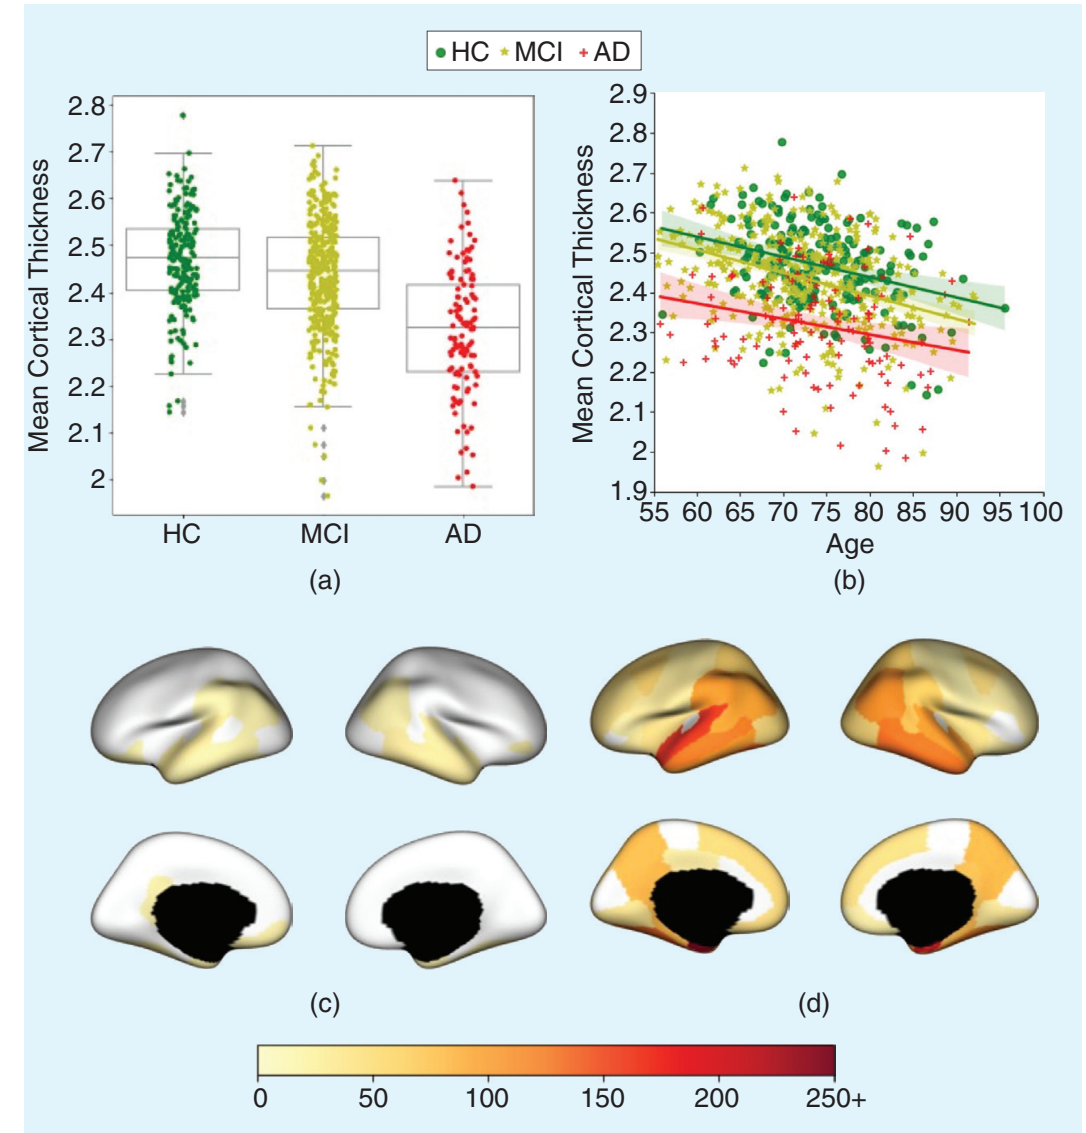 HC MCI AD
Mean Cortical Thickness
2.8
2.7
2.6
2.5
2.4
2.3
2.2
2.1
2
HC MCI AD
(a)
Mean Cortical Thickness
2.9
2.8
2.7
2.6
2.5
2.4
2.3
2.2
2.1
2
1.9
55 60 65 70 75 80 85 90 95 100
Age
(b)
(c)
(d)
0 50 100 150 200 250+